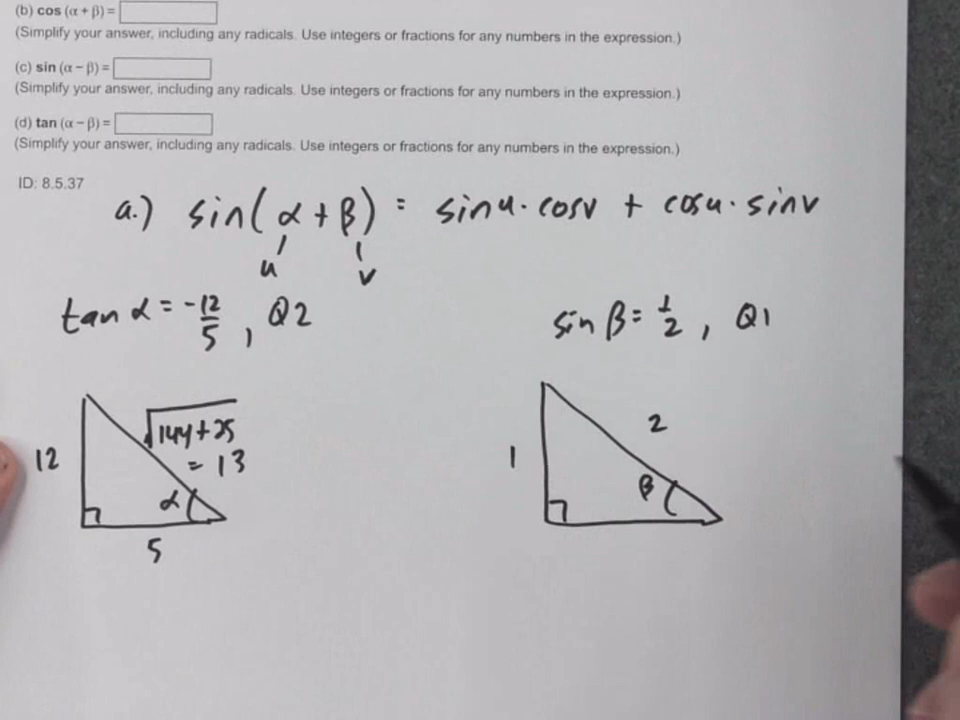 (b) cos (α + β) =
(Simplify your answer, including any radicals. Use integers or fractions for any numbers in the expression.)
(c) sin (α − β) =
(Simplify your answer, including any radicals. Use integers or fractions for any numbers in the expression.)
(d) tan (α − β) =
(Simplify your answer, including any radicals. Use integers or fractions for any numbers in the expression.)
ID: 8.5.37
a.) sin(α + β) = sinu · cosv + cosu · sinv
u v
tan α = -12/5, Q2
sin β = 1/2, Q1
12
√144+25
= 13
α
5
1
2
β